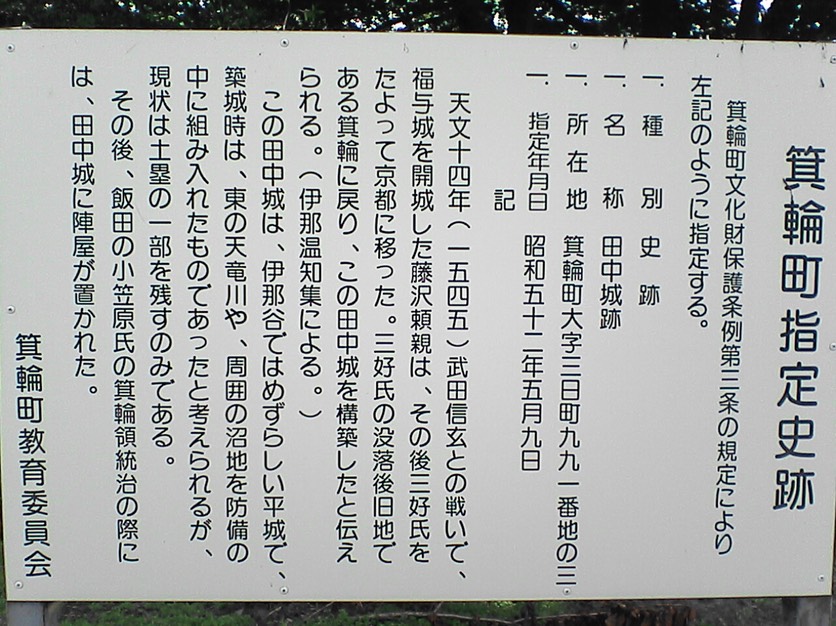 箕輪町指定史跡
箕輪町文化財保護条例第三条の規定により
左記のように指定する。
一、種別 史跡
一、名称 田中城跡
一、所在地 箕輪町大字三日町九九一番地の三
一、指定年月日 昭和五十二年五月九日
記
天文十四年(一五四五)武田信玄との戦いで、
福与城を開城した藤沢頼親は、その後三好氏を
たよって京都に移った。三好氏の没落後旧地で
ある箕輪に戻り、この田中城を構築したと伝え
られる。(伊那温知集による。)
この田中城は、伊那谷ではめずらしい平城で、
築城時は、東の天竜川や、周囲の沼地を防備の
中に組み入れたものであったと考えられるが、
現状は土塁の一部を残すのみである。
その後、飯田の小笠原氏の箕輪領統治の際に
は、田中城に陣屋が置かれた。
箕輪町教育委員会